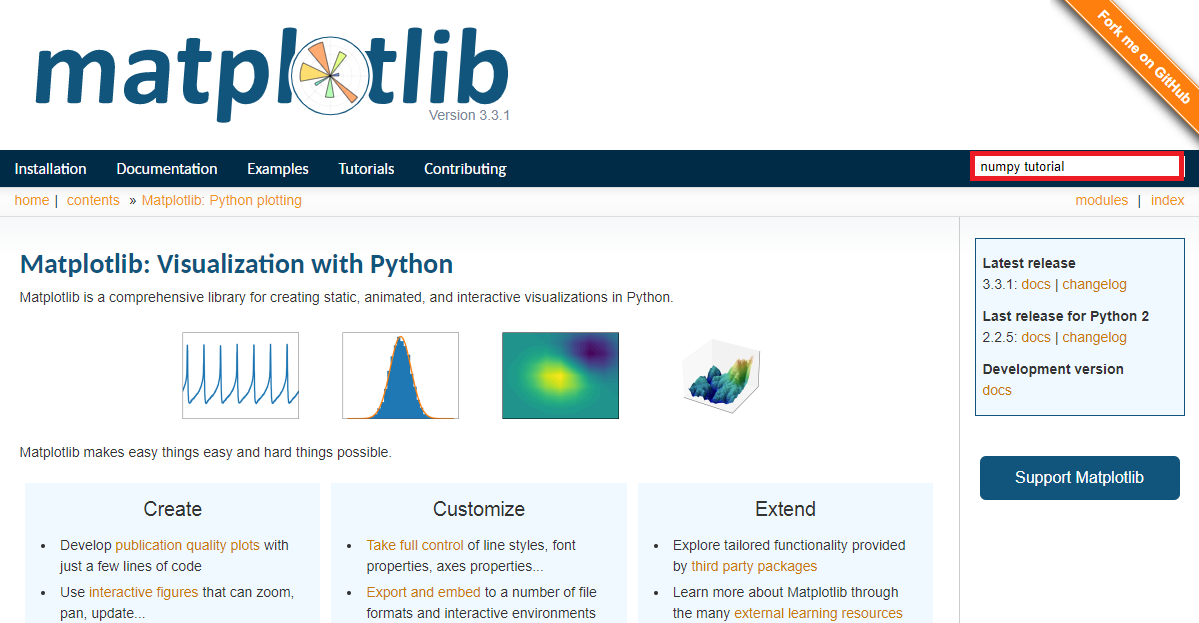 matplotlib
Version 3.3.1
Fork me on GitHub
Installation Documentation Examples Tutorials Contributing
numpy tutorial
home | contents » Matplotlib: Python plotting
modules | index
Matplotlib: Visualization with Python
Matplotlib is a comprehensive library for creating static, animated, and interactive visualizations in Python.
Matplotlib makes easy things easy and hard things possible.
Create
• Develop publication quality plots with
just a few lines of code
• Use interactive figures that can zoom,
pan, update...
Customize
• Take full control of line styles, font
properties, axes properties...
• Export and embed to a number of file
formats and interactive environments
Extend
• Explore tailored functionality provided
by third party packages
• Learn more about Matplotlib through
the many external learning resources
Latest release
3.3.1: docs | changelog
Last release for Python 2
2.2.5: docs | changelog
Development version
docs
Support Matplotlib